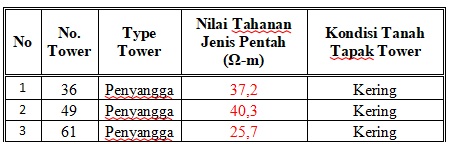 No No. Tower Type Tower Nilai Tahanan Jenis Pentah (Ω-m) Kondisi Tanah Tapak Tower
1 36 Penyangga 37,2 Kering
2 49 Penyangga 40,3 Kering
3 61 Penyangga 25,7 Kering